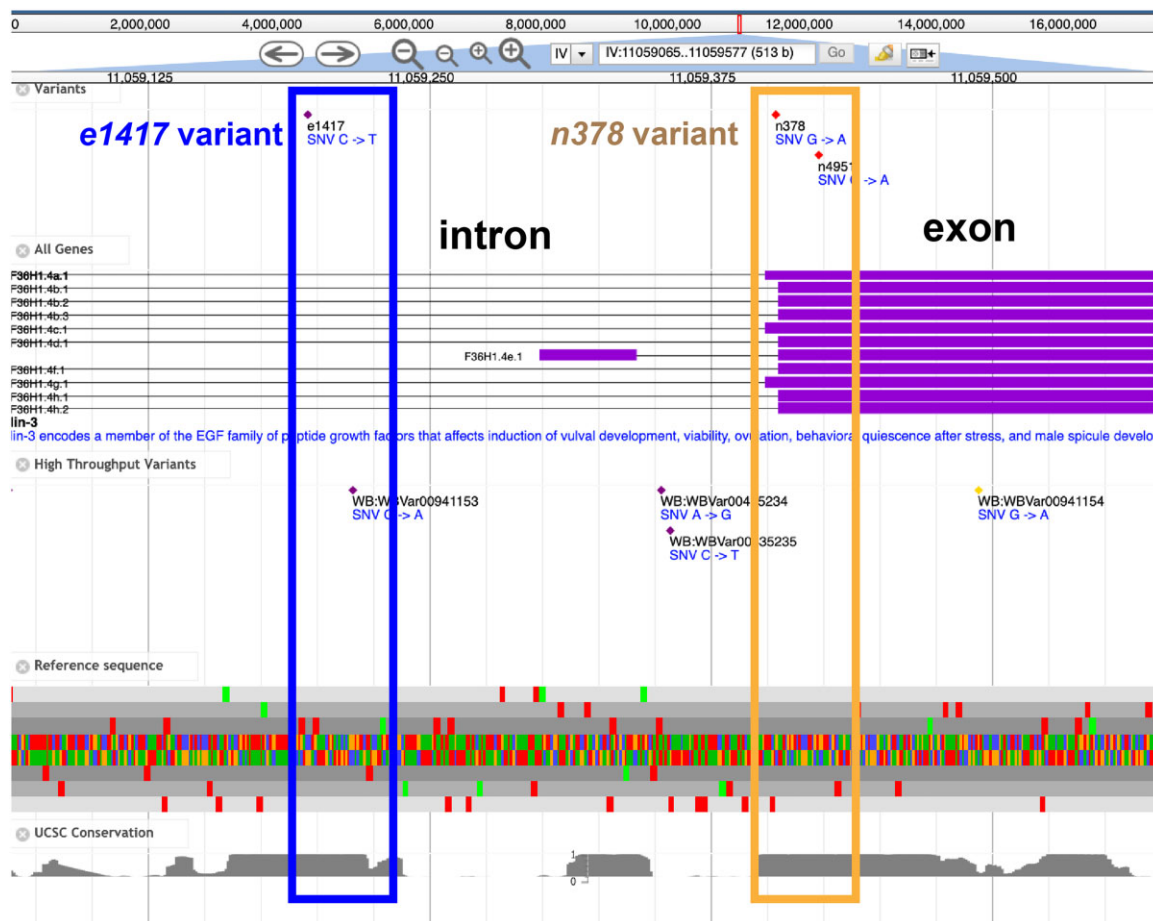 0 2,000,000 4,000,000 6,000,000 8,000,000 10,000,000 12,000,000 14,000,000 16,000,000
IV IV:11059065..11059577 (513 b) Go
11,059,125 11,059,250 11,059,375 11,059,500
Variants
e1417 variant e1417 n378 variant n378
SNV C -> T SNV G -> A
n4951
SNV -> A
intron exon
All Genes
F36H1.4a.1
F36H1.4b.1
F36H1.4b.2
F36H1.4b.3
F36H1.4c.1
F36H1.4d.1
F36H1.4e.1
F36H1.4f.1
F36H1.4g.1
F36H1.4h.1
F36H1.4h.2
lin-3
lin-3 encodes a member of the EGF family of peptide growth factors that affects induction of vulval development, viability, ovulation, behavioral quiescence after stress, and male spicule develo
High Throughput Variants
WB:WBVar00941153 WB:WBVar00 5234 WB:WBVar00941154
SNV -> A SNV A -> G SNV G -> A
WB:WBVar00 35235
SNV C -> T
Reference sequence
UCSC Conservation
1
0